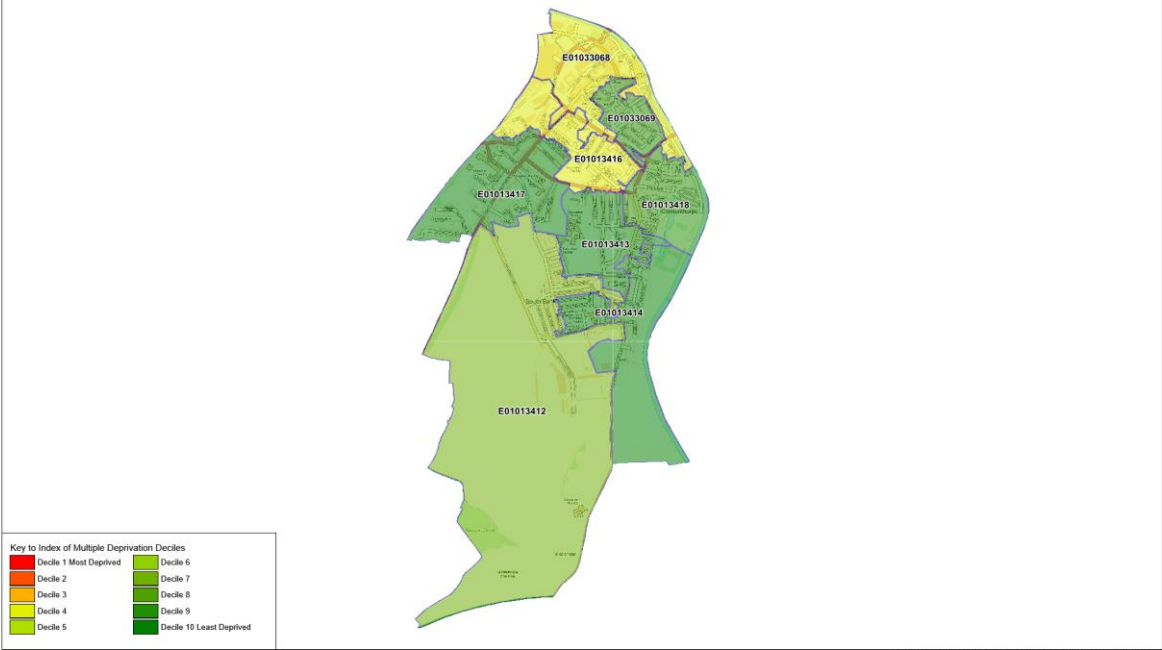 E01033068
E01033069
E01013416
E01013417
E01013418
E01013413
E01013414
E01013412
Key to Index of Multiple Deprivation Deciles
Decile 1 Most Deprived
Decile 2
Decile 3
Decile 4
Decile 5
Decile 6
Decile 7
Decile 8
Decile 9
Decile 10 Least Deprived